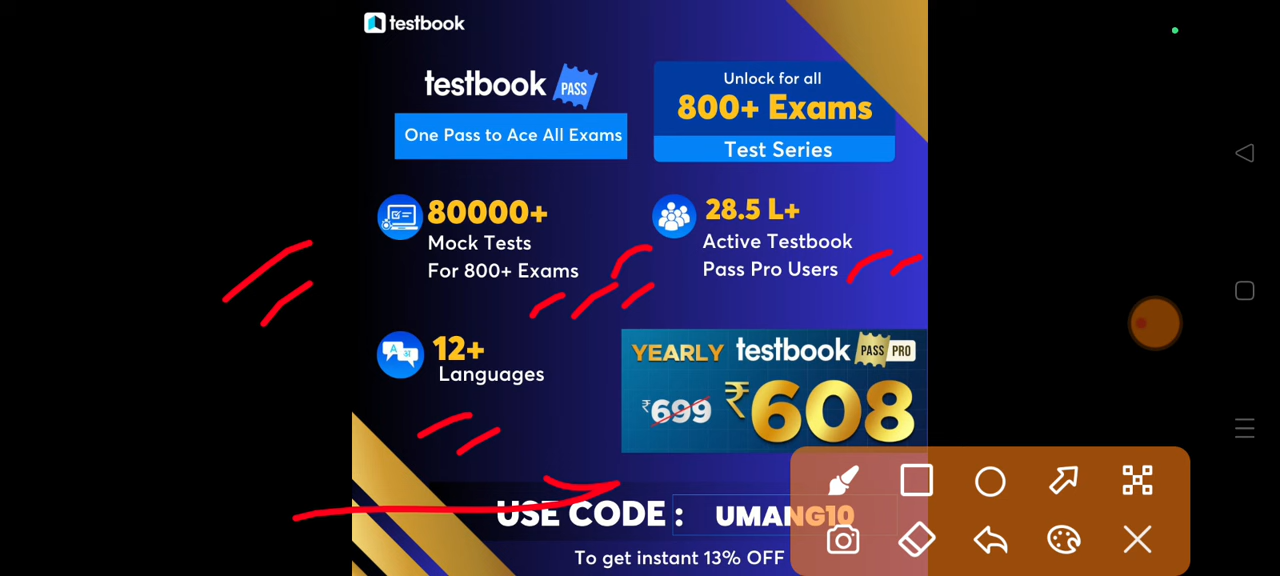 testbook
testbook PASS
One Pass to Ace All Exams
Unlock for all
800+ Exams
Test Series
80000+
Mock Tests
For 800+ Exams
28.5 L+
Active Testbook
Pass Pro Users
12+
Languages
YEARLY testbook PASS PRO
₹699 ₹608
USE CODE : UMANG10
To get instant 13% OFF